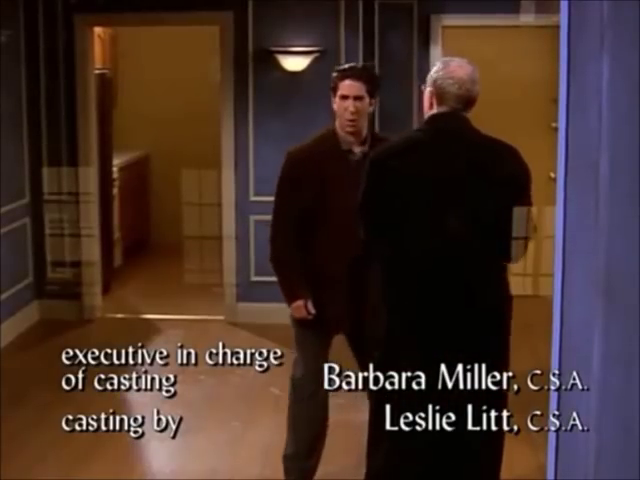 executive in charge
of casting
Barbara Miller, C.S.A.
casting by
Leslie Litt, C.S.A.